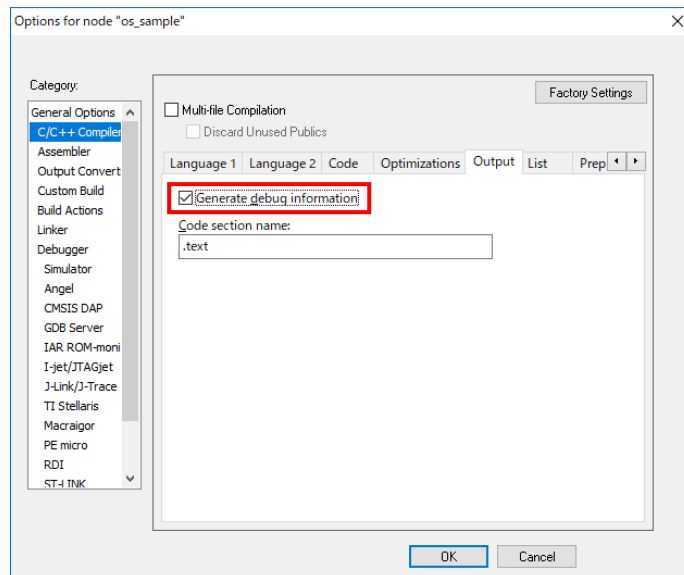 Options for node "os_sample"
Category:
General Options
C/C++ Compiler
Assembler
Output Convert
Custom Build
Build Actions
Linker
Debugger
Simulator
Angel
CMSIS DAP
GDB Server
IAR ROM-moni
I-jet/JTAGjet
J-Link/J-Trace
TI Stellaris
Macraigor
PE micro
RDI
ST-LINK
Factory Settings
Multi-file Compilation
Discard Unused Publics
Language 1 Language 2 Code Optimizations Output List Prep
Generate debug information
Code section name:
.text
OK Cancel